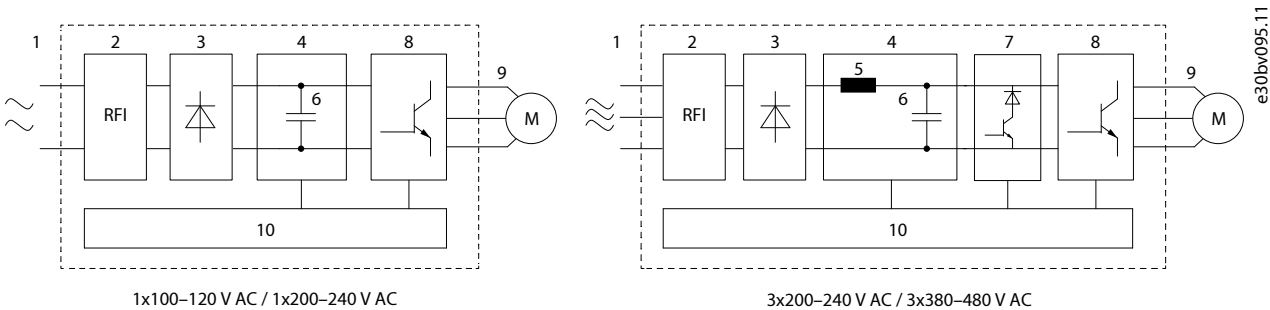 1 2 3 4 8
9
RFI
6
M
10
1x100–120 V AC / 1x200–240 V AC
1 2 3 4 7 8
5
9
RFI
6
M
10
3x200–240 V AC / 3x380–480 V AC
e30bv095.11